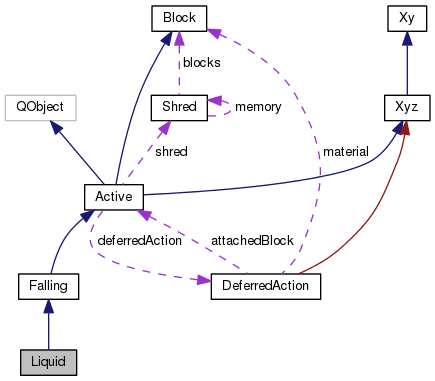 Block
Xy
blocks
QObject
Shred
memory
Xyz
shred
material
Active
deferredAction
attachedBlock
Falling
DeferredAction
Liquid